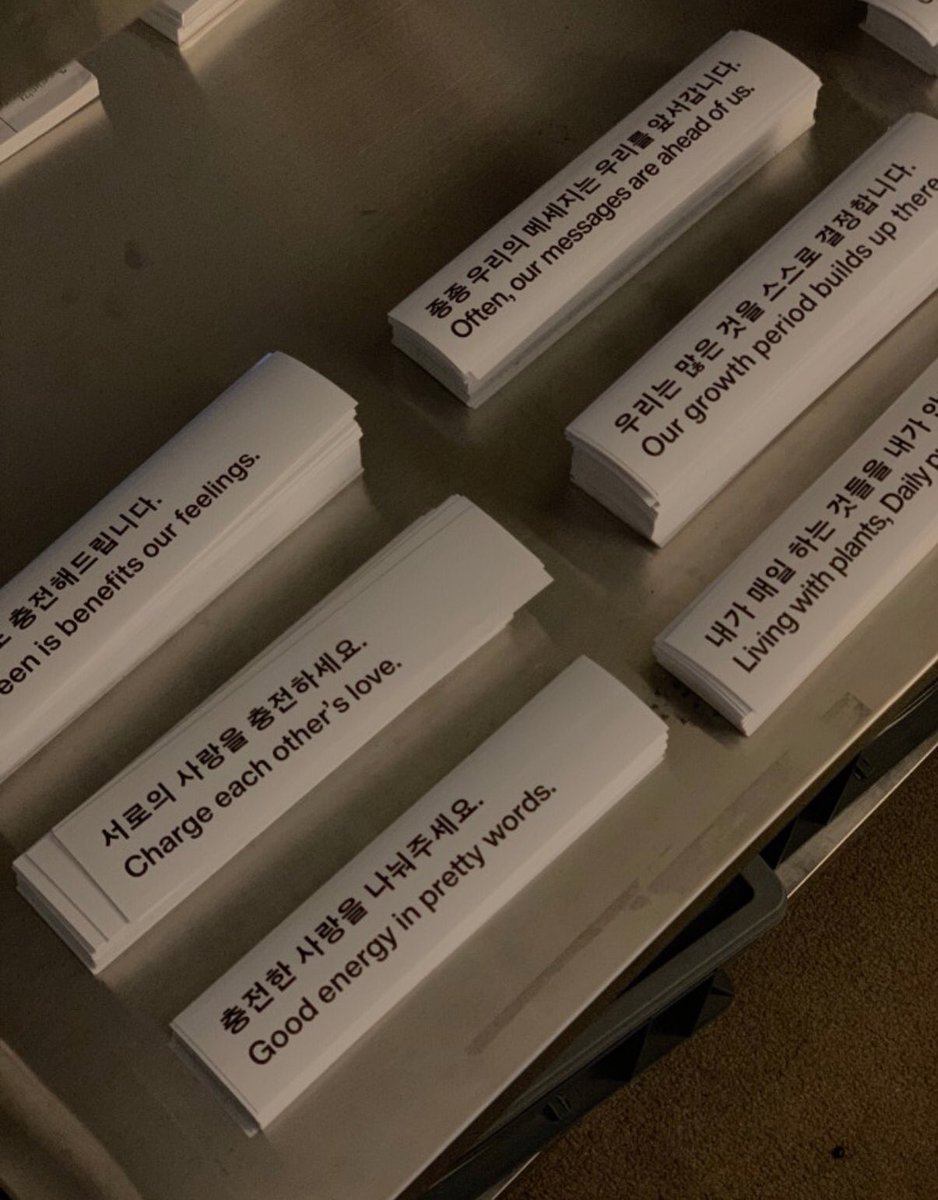 종종 우리의 메세지는 우리를 앞서갑니다.
Often, our messages are ahead of us.
우리는 많은 것을 스스로 결정합니다.
Our growth period builds up there
내가 매일 하는 것들을 내가
Living with plants, Daily
충전해드립니다.
is benefits our feelings.
서로의 사랑을 충전하세요.
Charge each other's love.
충전한 사랑을 나눠주세요.
Good energy in pretty words.